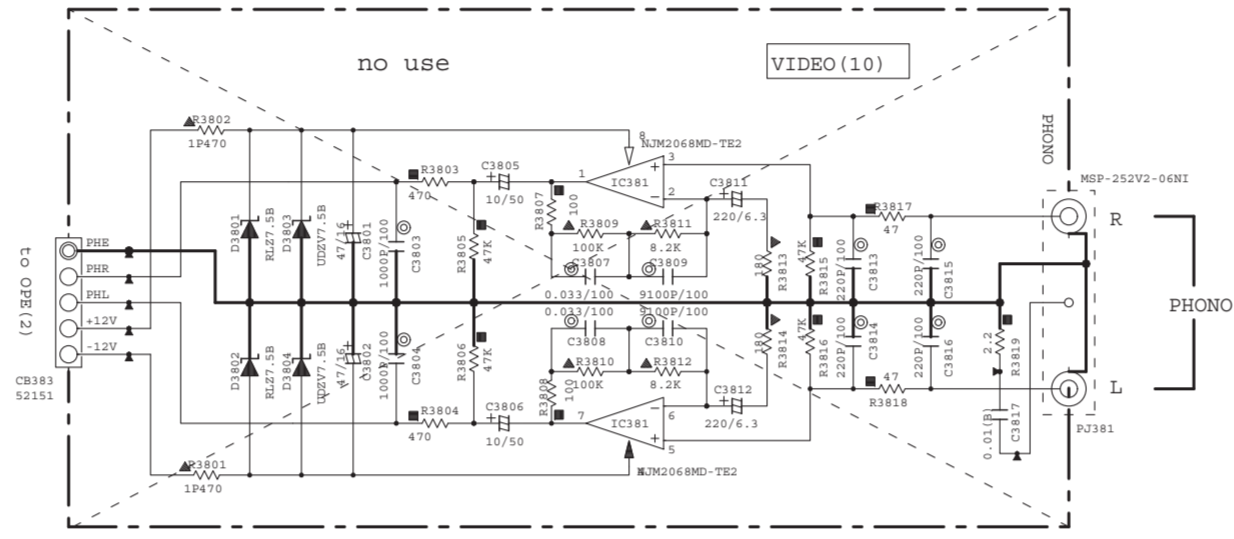 no use
VIDEO(10)
R3802
1P470
8
NJM2068MD-TE2
PHONO
MSP-252V2-06NI
R3803
470
C3805
+
10/50
1
IC381
3
+
2
−
C3811
+
220/6.3
R3817
47
R
R3807
100
R3809
100K
R3811
8.2K
D3801
RLZ7.5B
D3803
UDZV7.5B
47/16
+
C3801
1000P/100
C3803
R3805
47K
180
R3813
47K
R3815
220P/100
C3813
220P/100
C3815
to OPE(2)
PHE
PHR
PHL
+12V
-12V
C3807
0.033/100
C3809
9100P/100
PHONO
0.033/100
C3808
9100P/100
C3810
D3802
RLZ7.5B
D3804
UDZV7.5B
47/16
+
C3802
1000P/100
C3804
R3806
47K
R3810
100K
R3812
8.2K
180
R3814
47K
R3816
220P/100
C3814
220P/100
C3816
2.2
R3819
CB383
52151
R3808
100
C3812
+
220/6.3
47
R3818
L
R3804
470
C3806
+
10/50
7
IC381
−
6
+
5
0.01(B)
C3817
PJ381
R3801
1P470
NJM2068MD-TE2